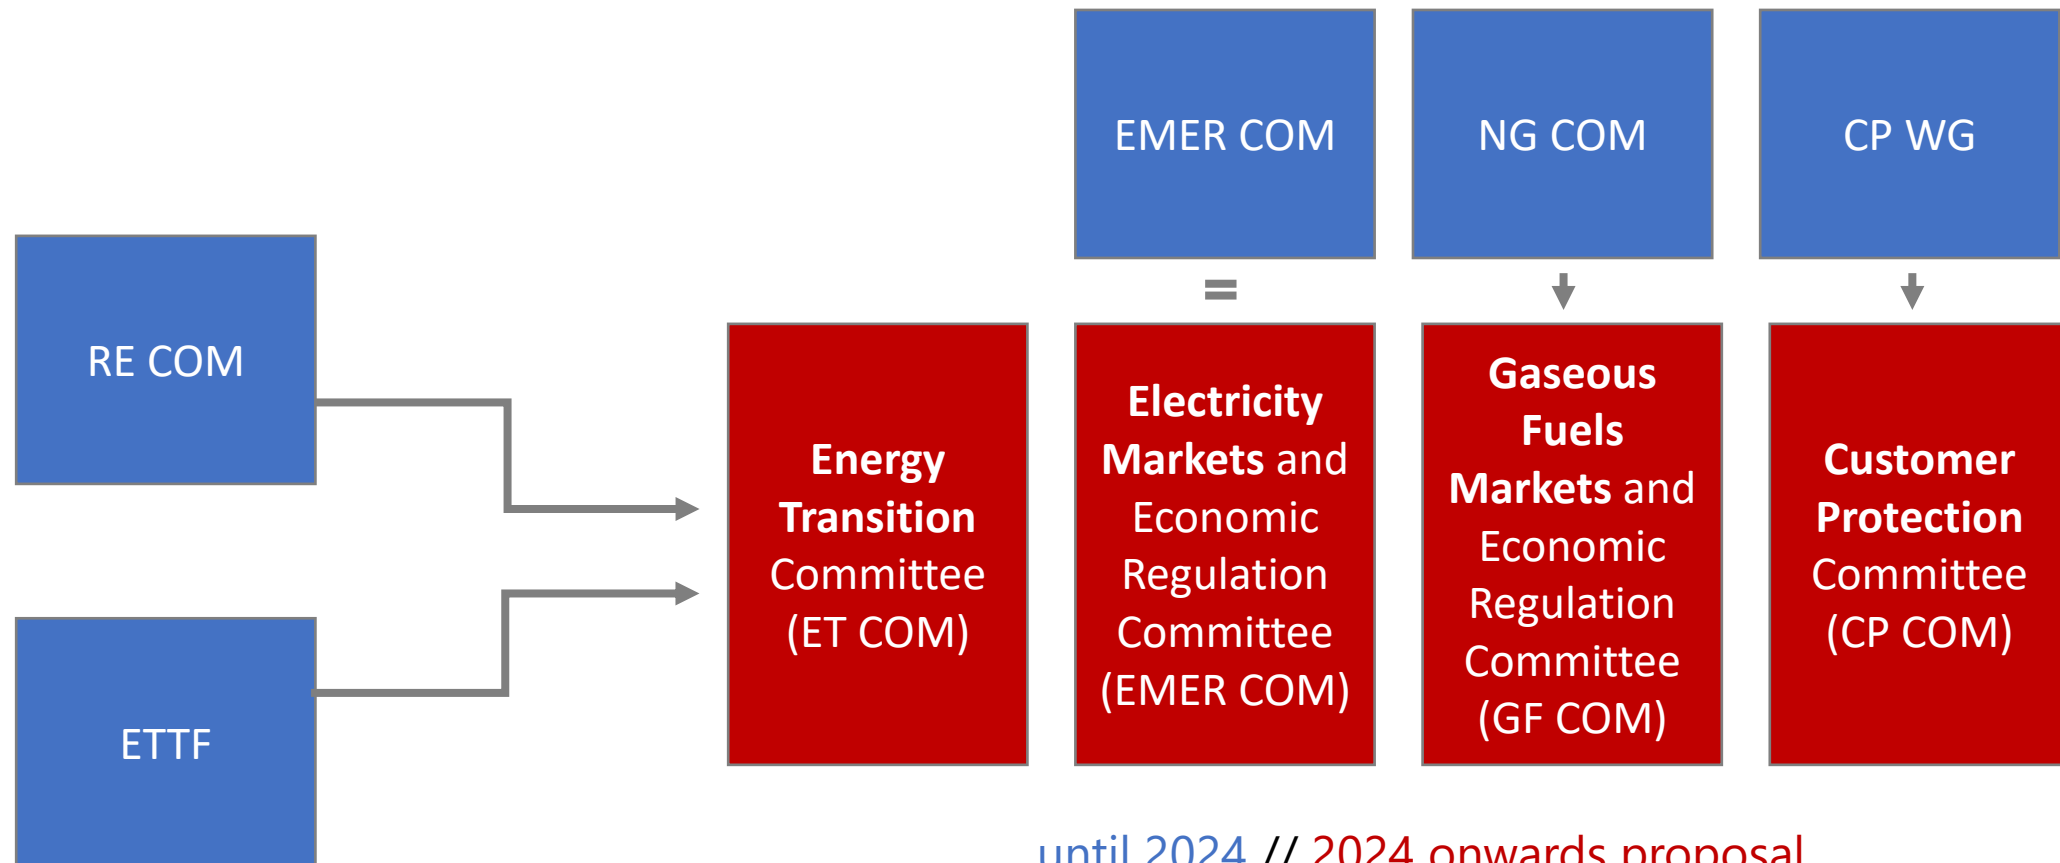 EMER COM
NG COM
CP WG
RE COM
ETTF
Energy
Transition
Committee
(ET COM)
Electricity
Markets and
Economic
Regulation
Committee
(EMER COM)
Gaseous
Fuels
Markets and
Economic
Regulation
Committee
(GF COM)
Customer
Protection
Committee
(CP COM)
until 2024 // 2024 onwards proposal